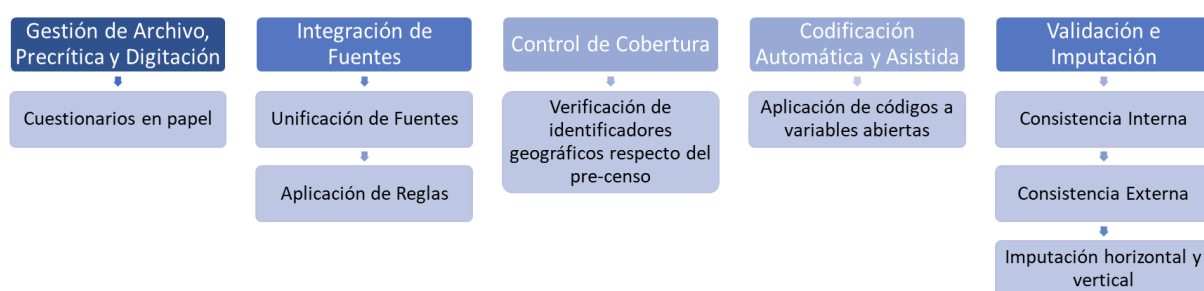 Gestión de Archivo,
Precrítica y Digitación
Cuestionarios en papel
Integración de
Fuentes
Unificación de Fuentes
Aplicación de Reglas
Control de Cobertura
Verificación de
identificadores
geográficos respecto del
pre-censo
Codificación
Automática y Asistida
Aplicación de códigos a
variables abiertas
Validación e
Imputación
Consistencia Interna
Consistencia Externa
Imputación horizontal y
vertical